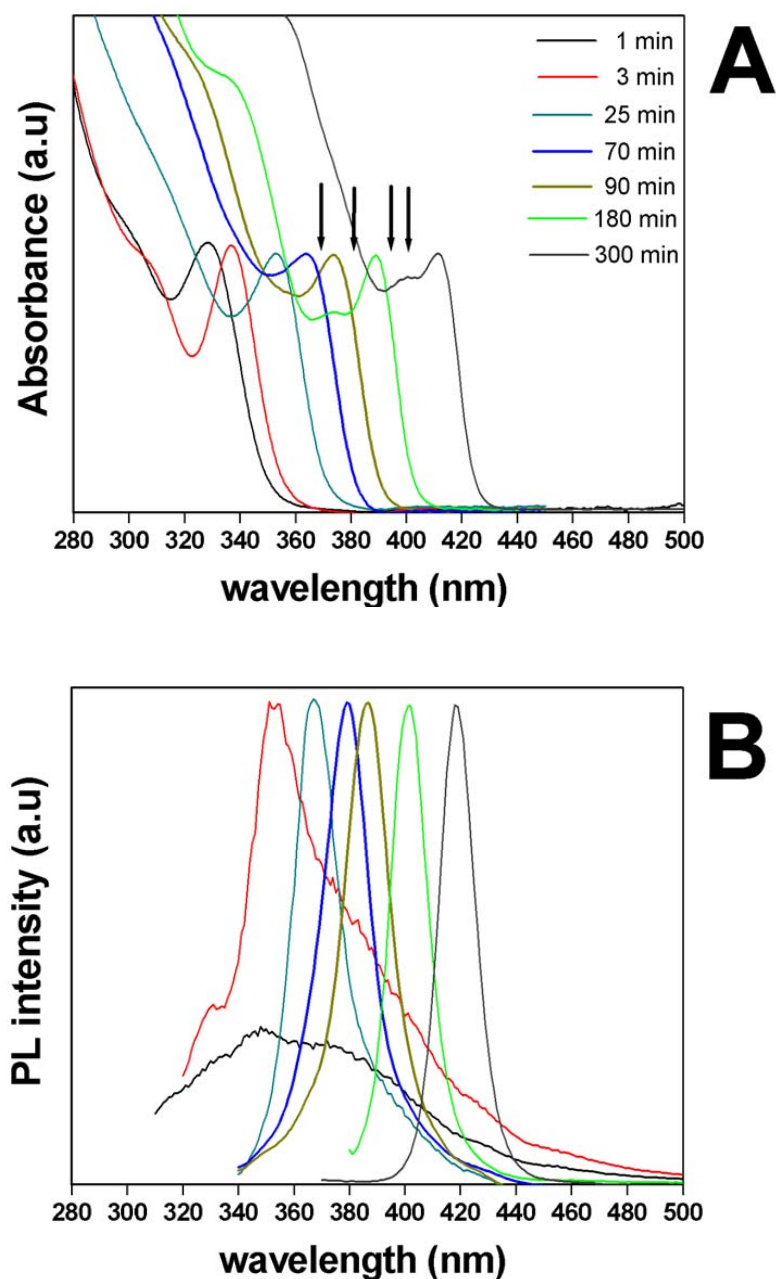 A
1 min
3 min
25 min
70 min
90 min
180 min
300 min
Absorbance (a.u)
280 300 320 340 360 380 400 420 440 460 480 500
wavelength (nm)
B
PL intensity (a.u)
280 300 320 340 360 380 400 420 440 460 480 500
wavelength (nm)